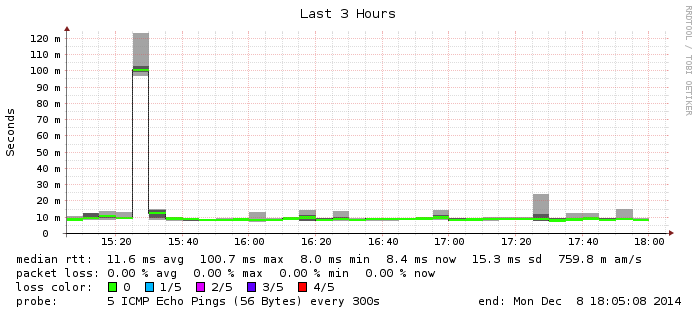 Last 3 Hours
RRDTOOL / TOBI OETIKER
Seconds
120 m
110 m
100 m
90 m
80 m
70 m
60 m
50 m
40 m
30 m
20 m
10 m
0
15:20 15:40 16:00 16:20 16:40 17:00 17:20 17:40 18:00
median rtt: 11.6 ms avg 100.7 ms max 8.0 ms min 8.4 ms now 15.3 ms sd 759.8 m am/s
packet loss: 0.00 % avg 0.00 % max 0.00 % min 0.00 % now
loss color: 0 1/5 2/5 3/5 4/5
probe: 5 ICMP Echo Pings (56 Bytes) every 300s end: Mon Dec 8 18:05:08 2014